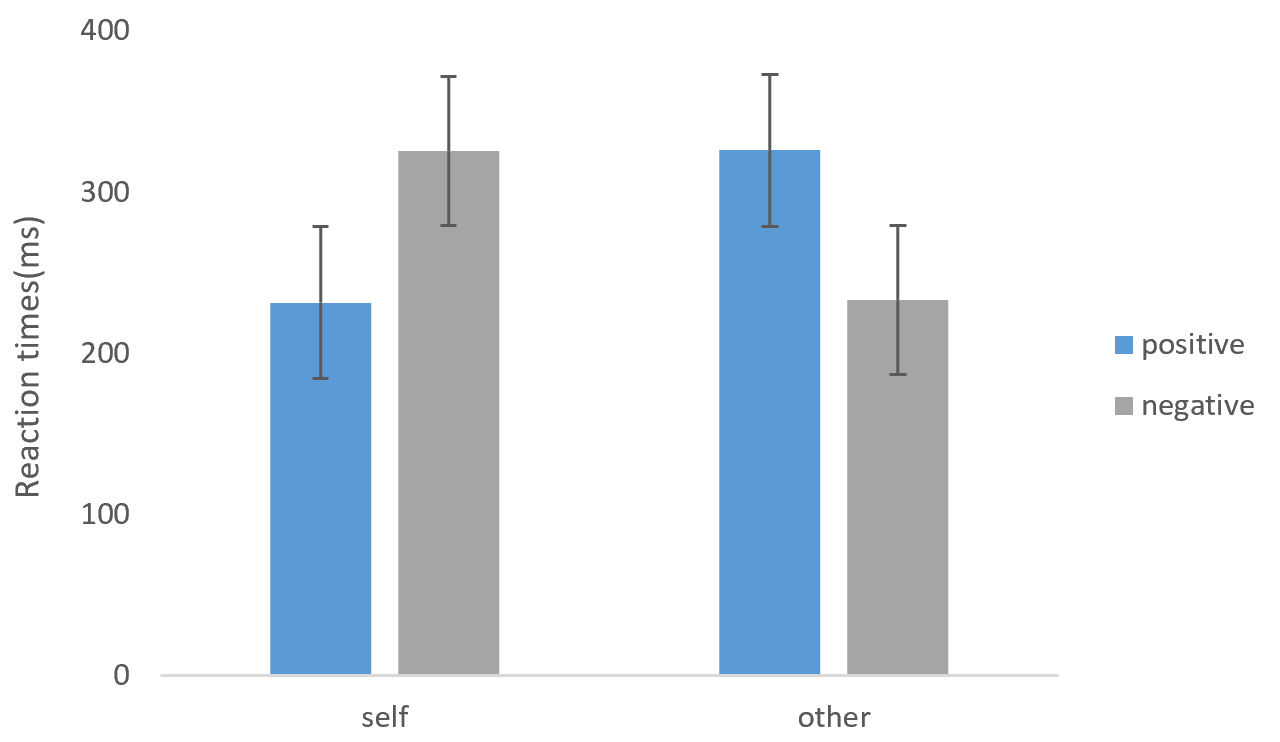 400
300
200
100
0
Reaction times(ms)
self
other
positive
negative